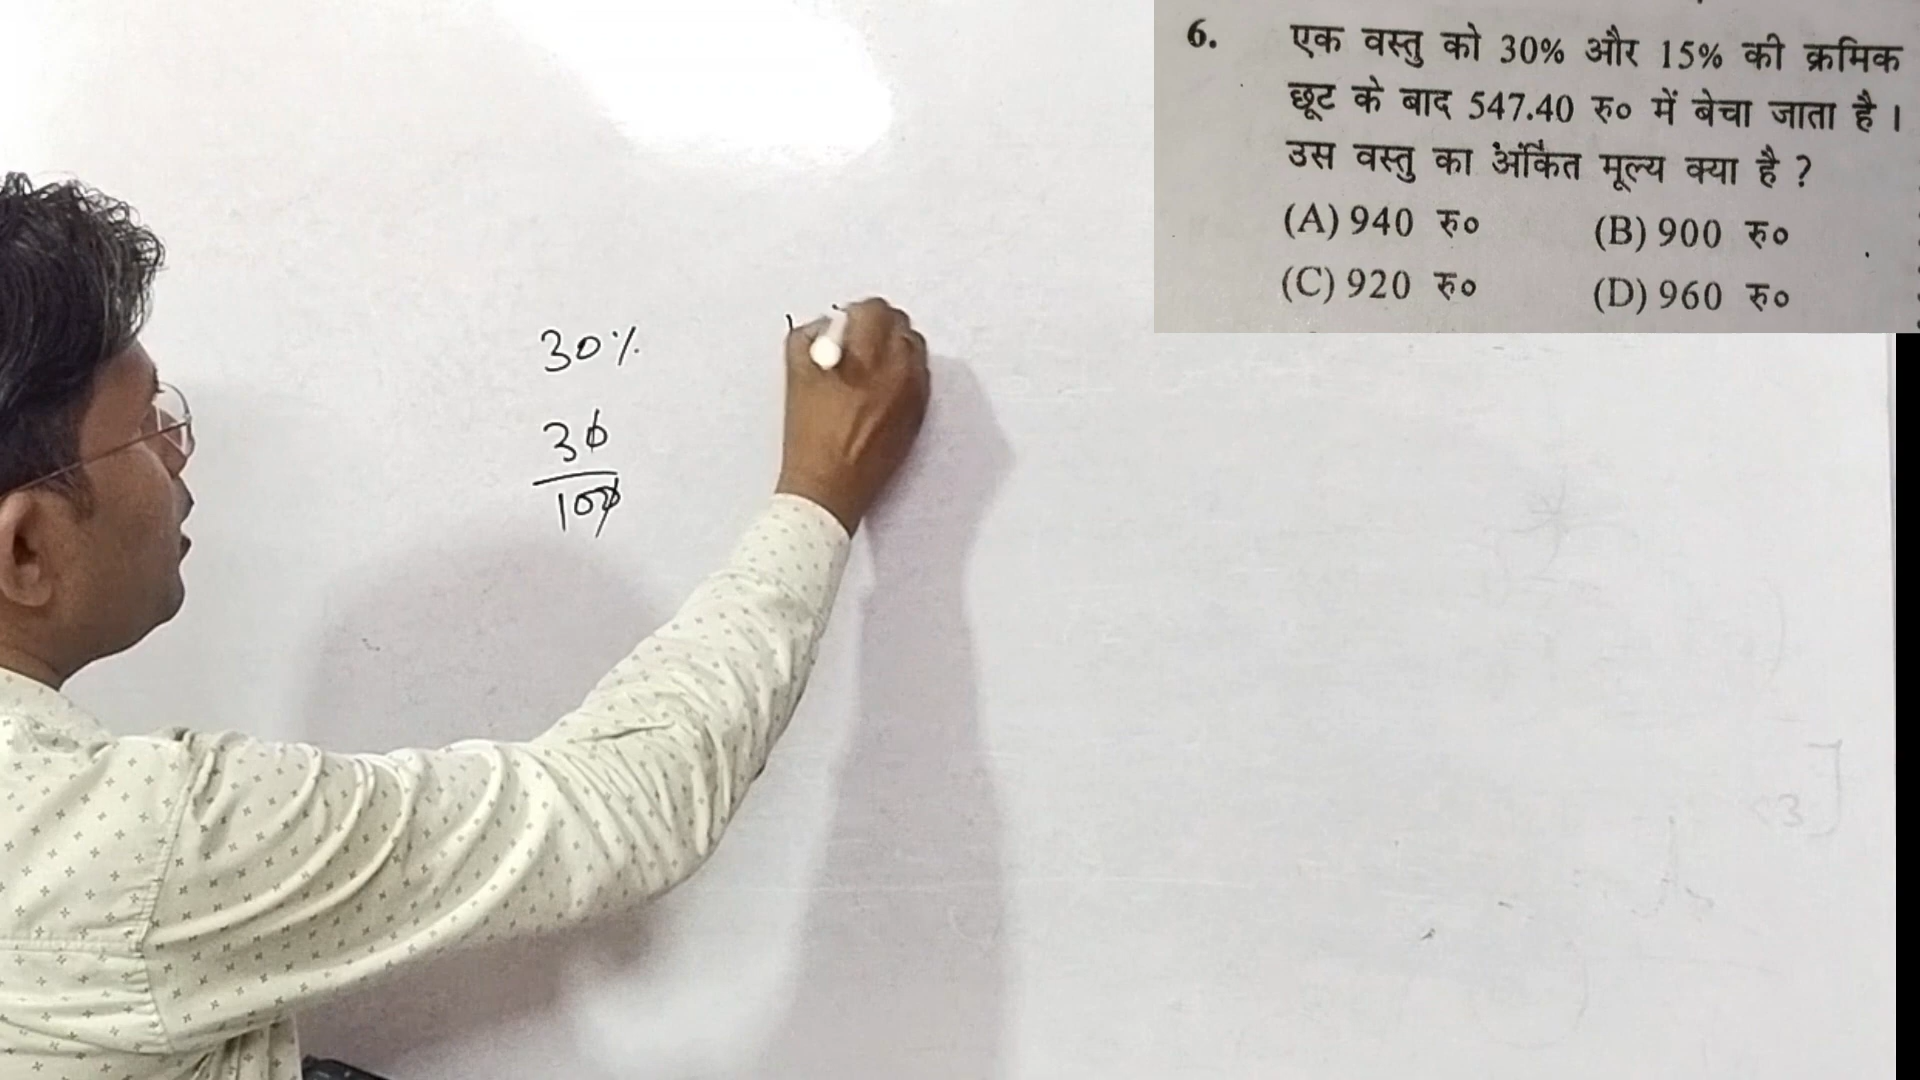 6. एक वस्तु को 30% और 15% की क्रमिक
छूट के बाद 547.40 रु० में बेचा जाता है ।
उस वस्तु का अंकित मूल्य क्या है ?
(A) 940 रु० (B) 900 रु०
(C) 920 रु० (D) 960 रु०
30%
30
100